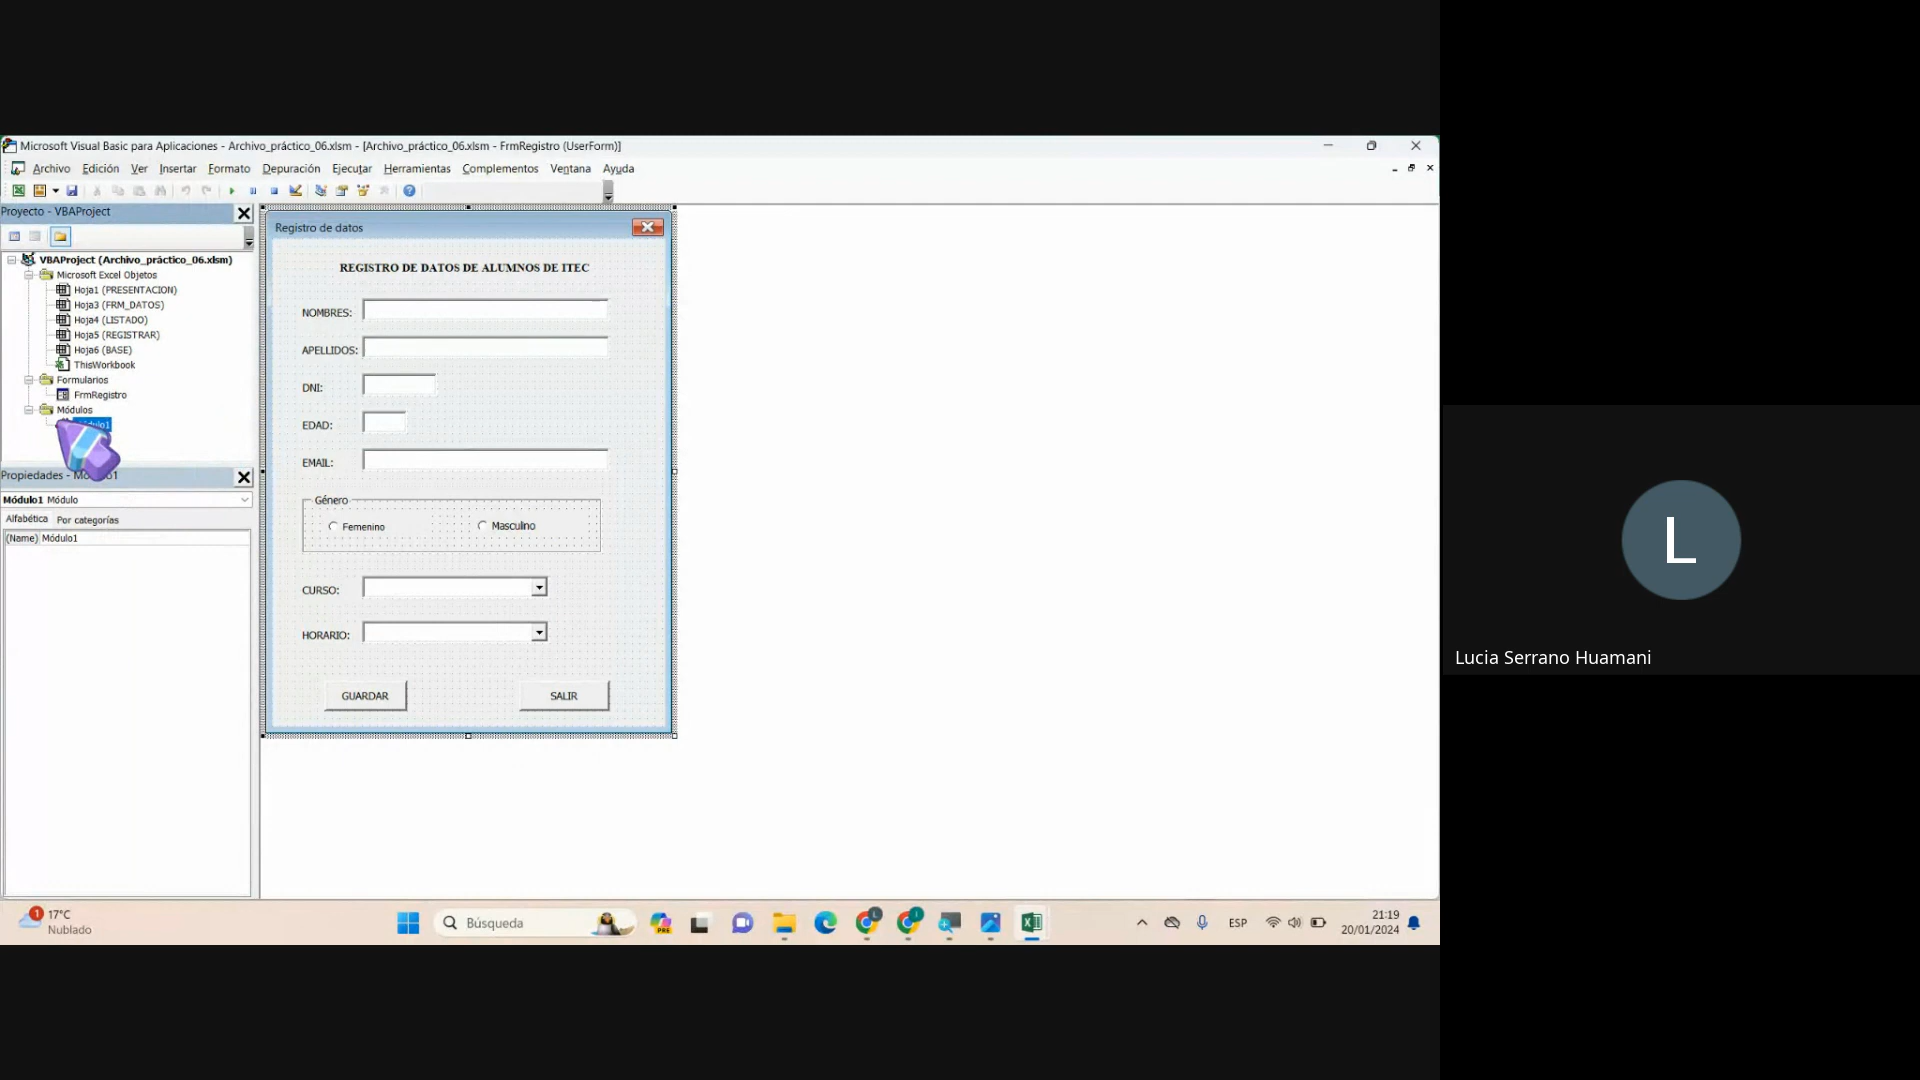 Microsoft Visual Basic para Aplicaciones - Archivo_práctico_06.xlsm - [Archivo_práctico_06.xlsm - FrmRegistro (UserForm)]
Archivo Edición Ver Insertar Formato Depuración Ejecutar Herramientas Complementos Ventana Ayuda
Proyecto - VBAProject
VBAProject (Archivo_práctico_06.xlsm)
Microsoft Excel Objetos
Hoja1 (PRESENTACION)
Hoja3 (FRM_DATOS)
Hoja4 (LISTADO)
Hoja5 (REGISTRAR)
Hoja6 (BASE)
ThisWorkbook
Formularios
FrmRegistro
Módulos
Propiedades -
Módulo1 Módulo
Alfabética Por categorías
(Name) Módulo1
Registro de datos
REGISTRO DE DATOS DE ALUMNOS DE ITEC
NOMBRES:
APELLIDOS:
DNI:
EDAD:
EMAIL:
Género
Femenino Masculino
CURSO:
HORARIO:
GUARDAR SALIR
1
17°C
Nublado
Búsqueda
PRE
ESP
21:19
20/01/2024
L
Lucia Serrano Huamani